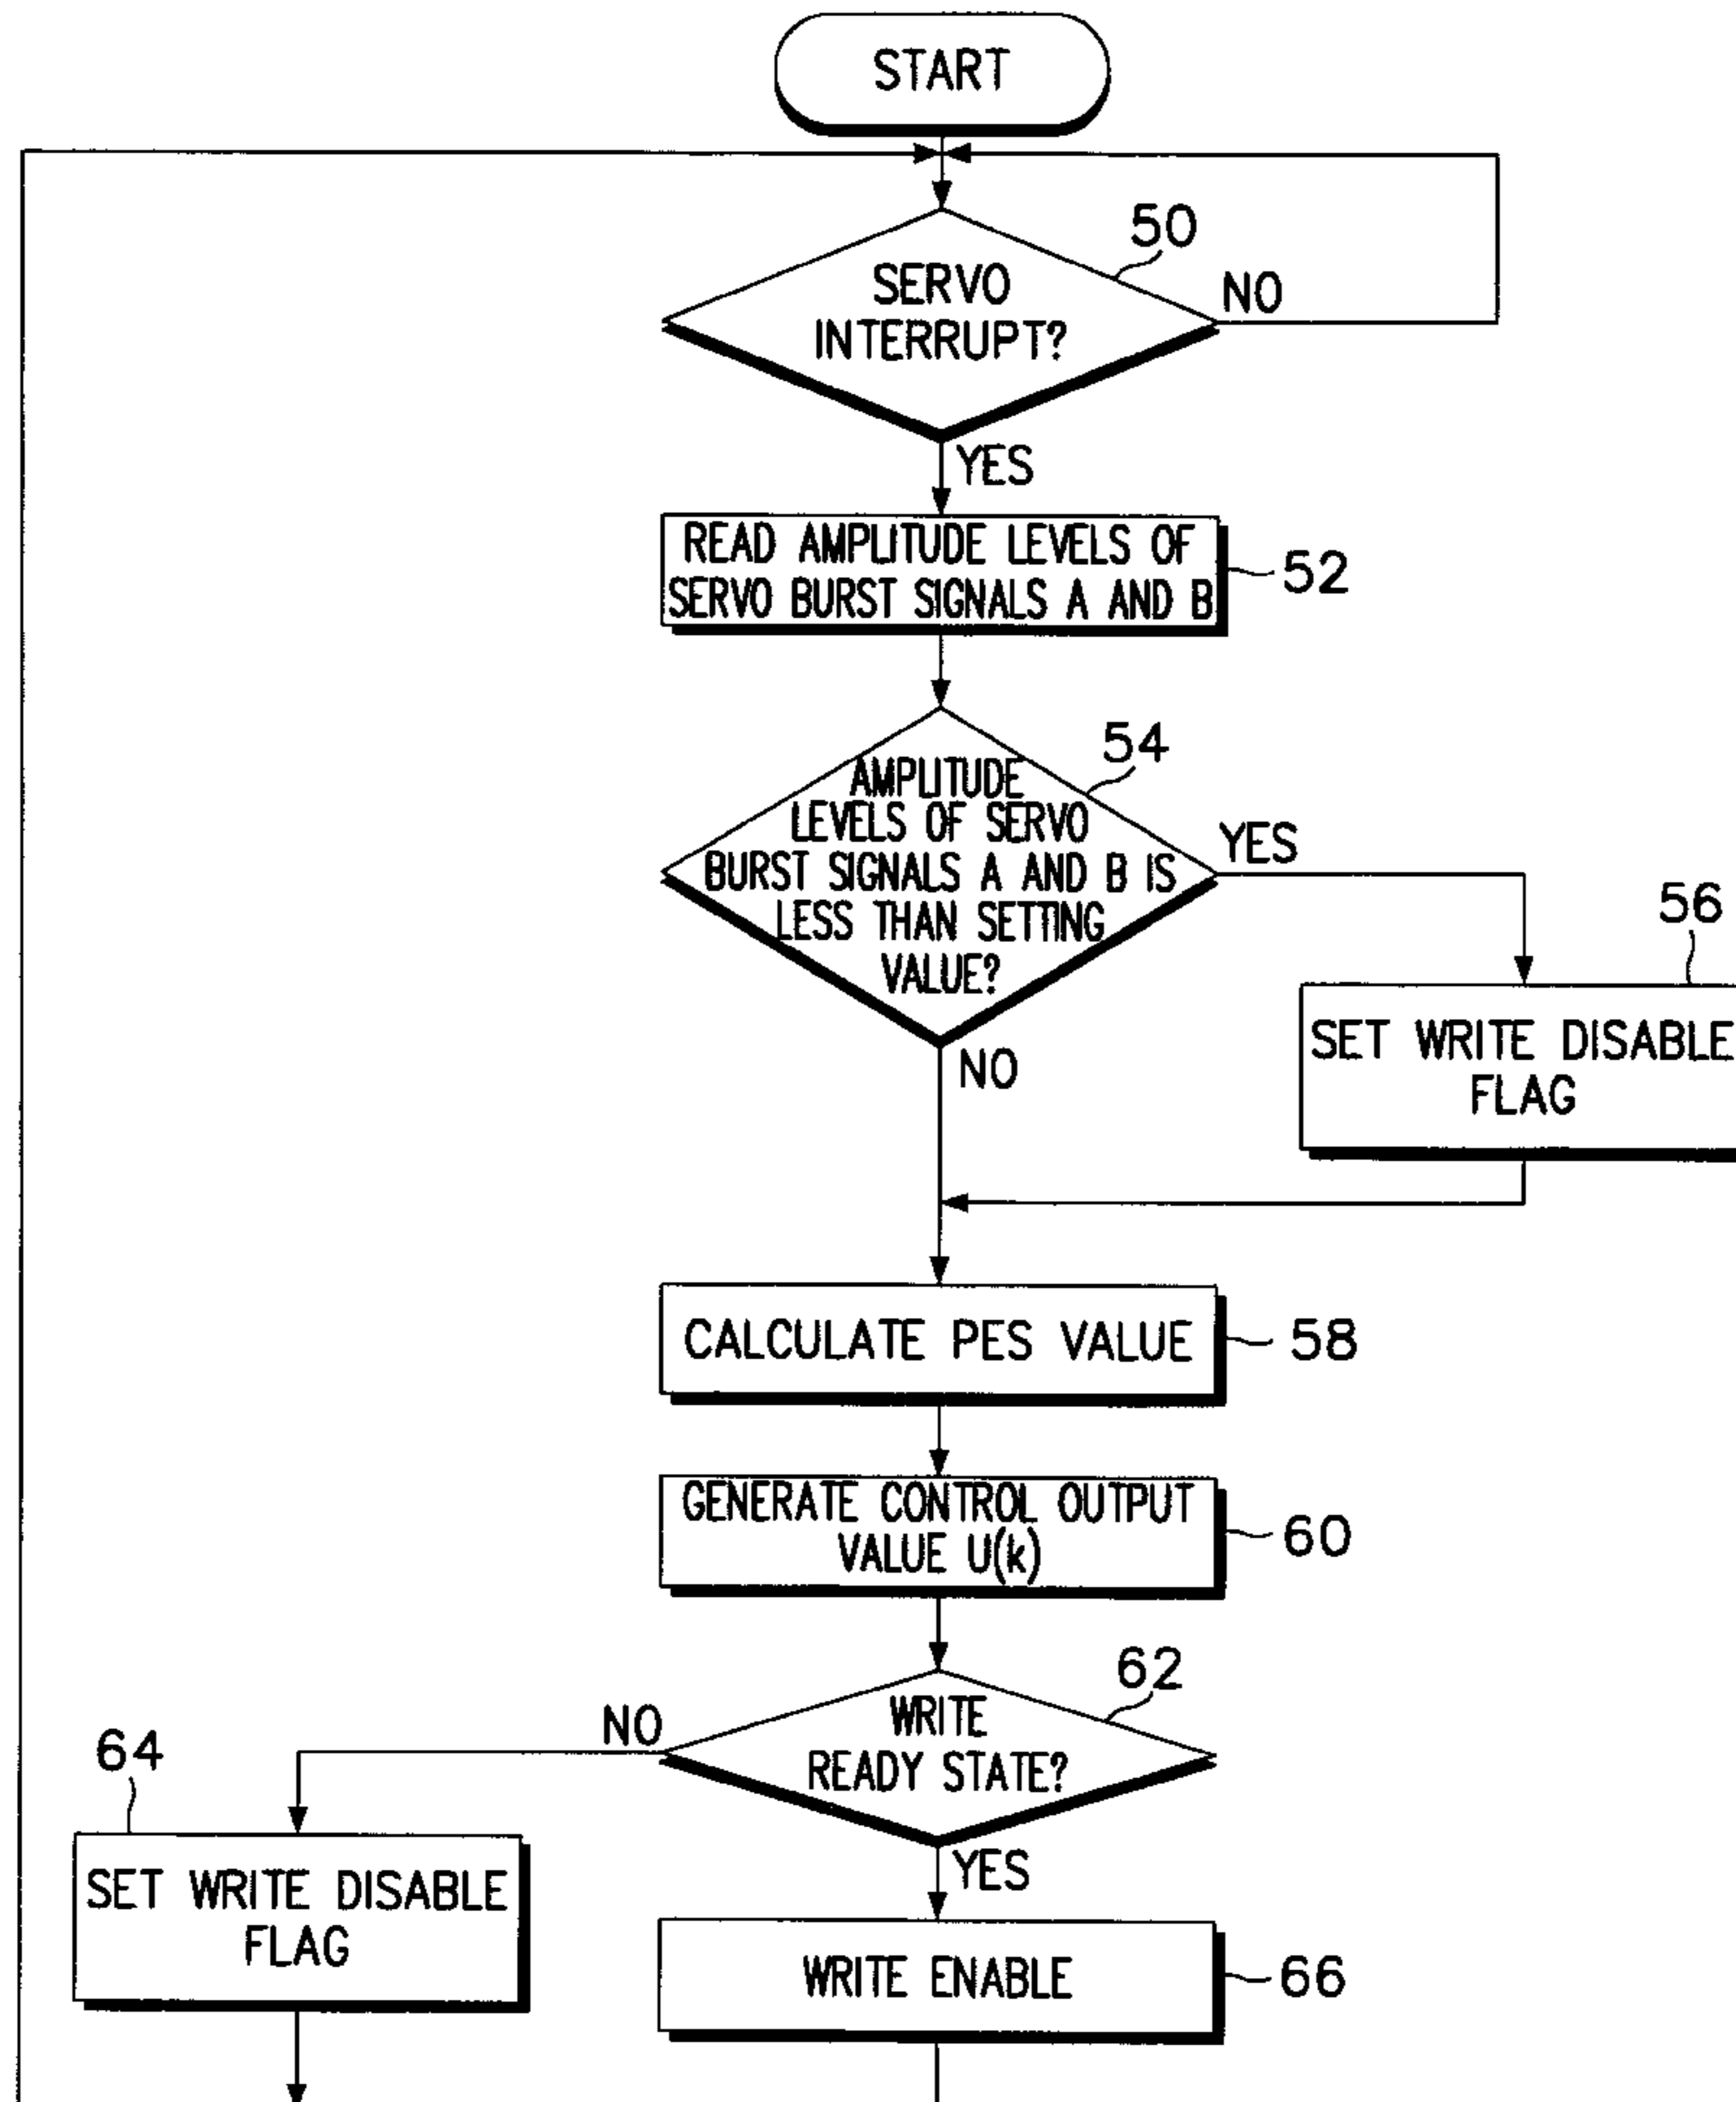 START
50
SERVO
INTERRUPT?
NO
YES
READ AMPLITUDE LEVELS OF
SERVO BURST SIGNALS A AND B
52
54
AMPLITUDE
LEVELS OF SERVO
BURST SIGNALS A AND B IS
LESS THAN SETTING
VALUE?
YES
NO
56
SET WRITE DISABLE
FLAG
CALCULATE PES VALUE
58
GENERATE CONTROL OUTPUT
VALUE U(k)
60
62
WRITE
READY STATE?
NO
YES
64
SET WRITE DISABLE
FLAG
WRITE ENABLE
66